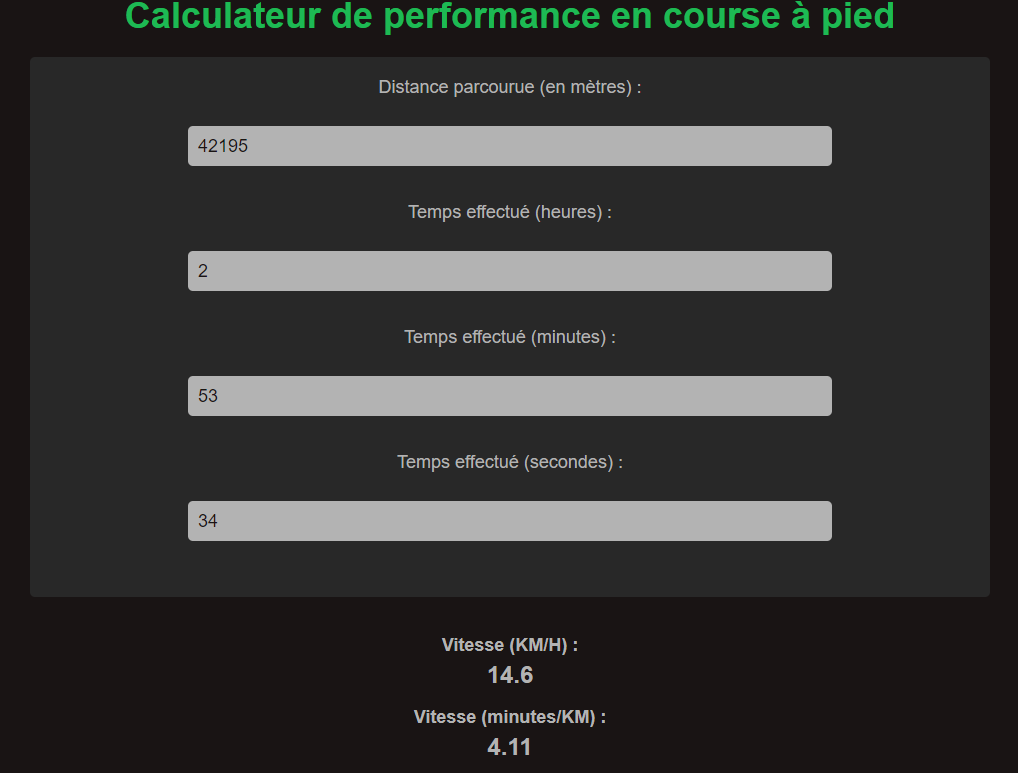 Calculateur de performance en course à pied
Distance parcourue (en mètres) :
42195
Temps effectué (heures) :
2
Temps effectué (minutes) :
53
Temps effectué (secondes) :
34
Vitesse (KM/H) :
14.6
Vitesse (minutes/KM) :
4.11